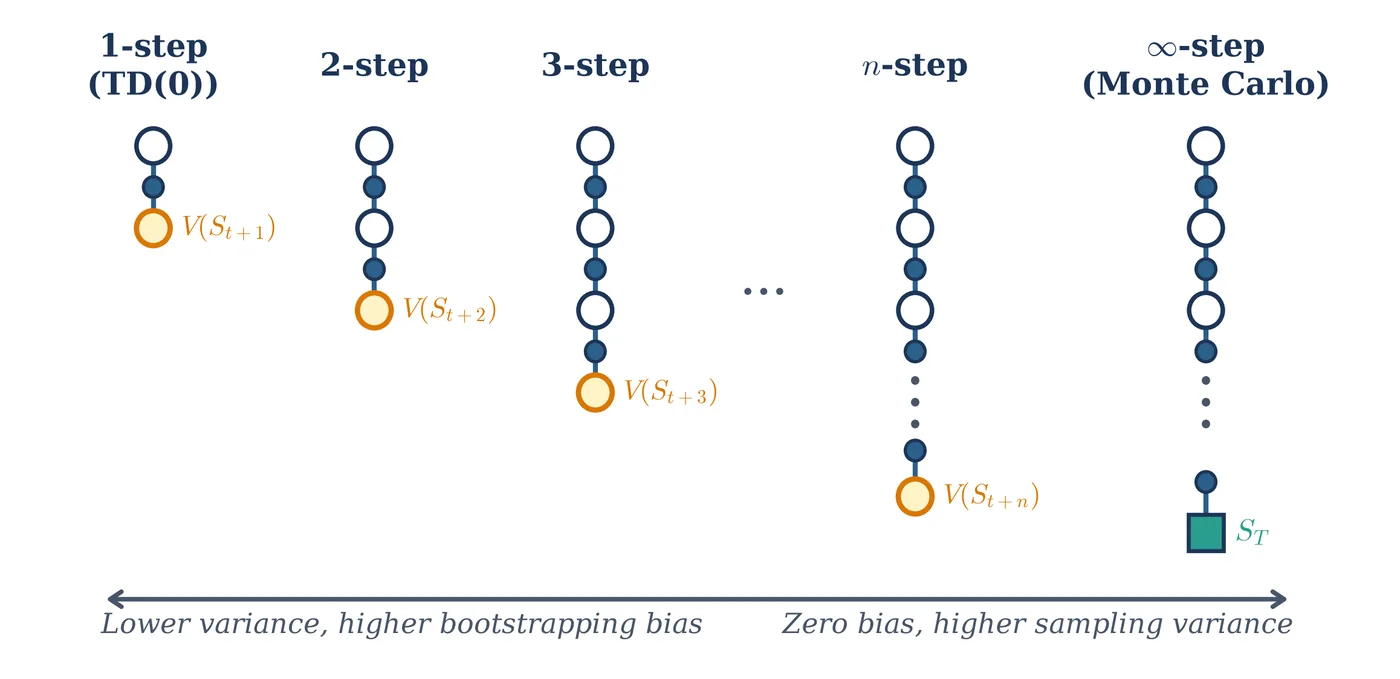 1-step
(TD(0))
2-step
3-step
n-step
∞-step
(Monte Carlo)
V(S_{t+1})
V(S_{t+2})
...
V(S_{t+3})
V(S_{t+n})
S_T
Lower variance, higher bootstrapping bias
Zero bias, higher sampling variance